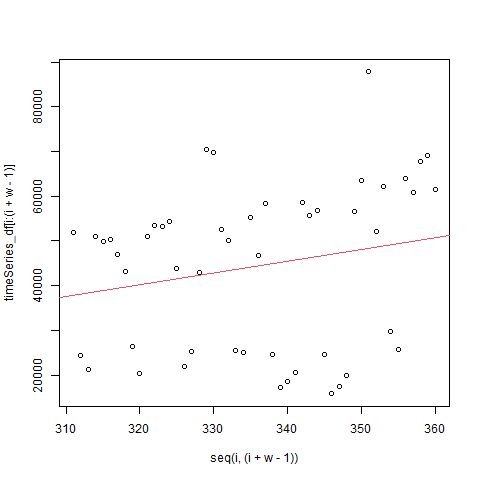 timeSeries_df[i:(i + w - 1)]
80000
60000
40000
20000
310 320 330 340 350 360
seq(i, (i + w - 1))